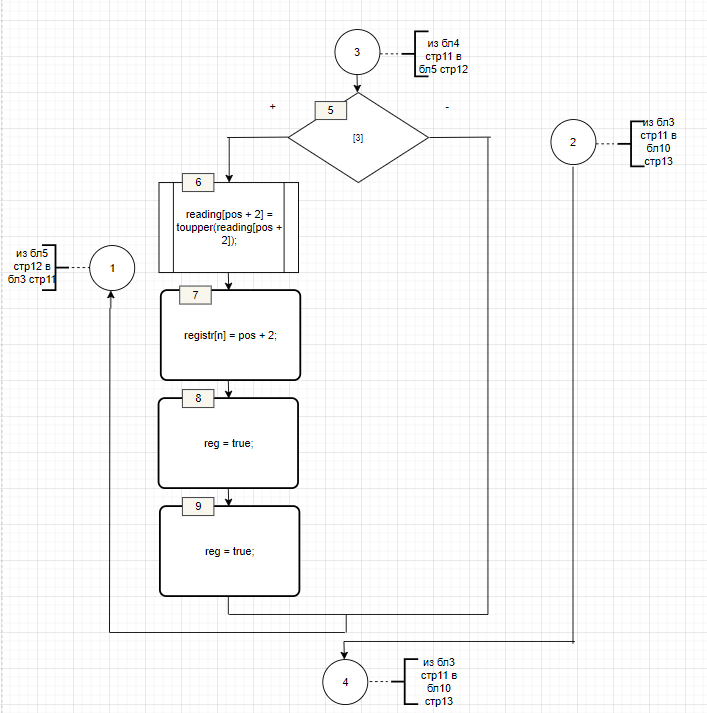 3
из бл4
стр11 в
бл5 стр12
+
5
-
[3]
2
из бл3
стр11 в
бл10
стр13
6
reading[pos + 2] =
toupper(reading[pos +
2]);
из бл5
стр12 в
бл3 стр11
1
7
registr[n] = pos + 2;
8
reg = true;
9
reg = true;
4
из бл3
стр11 в
бл10
стр13